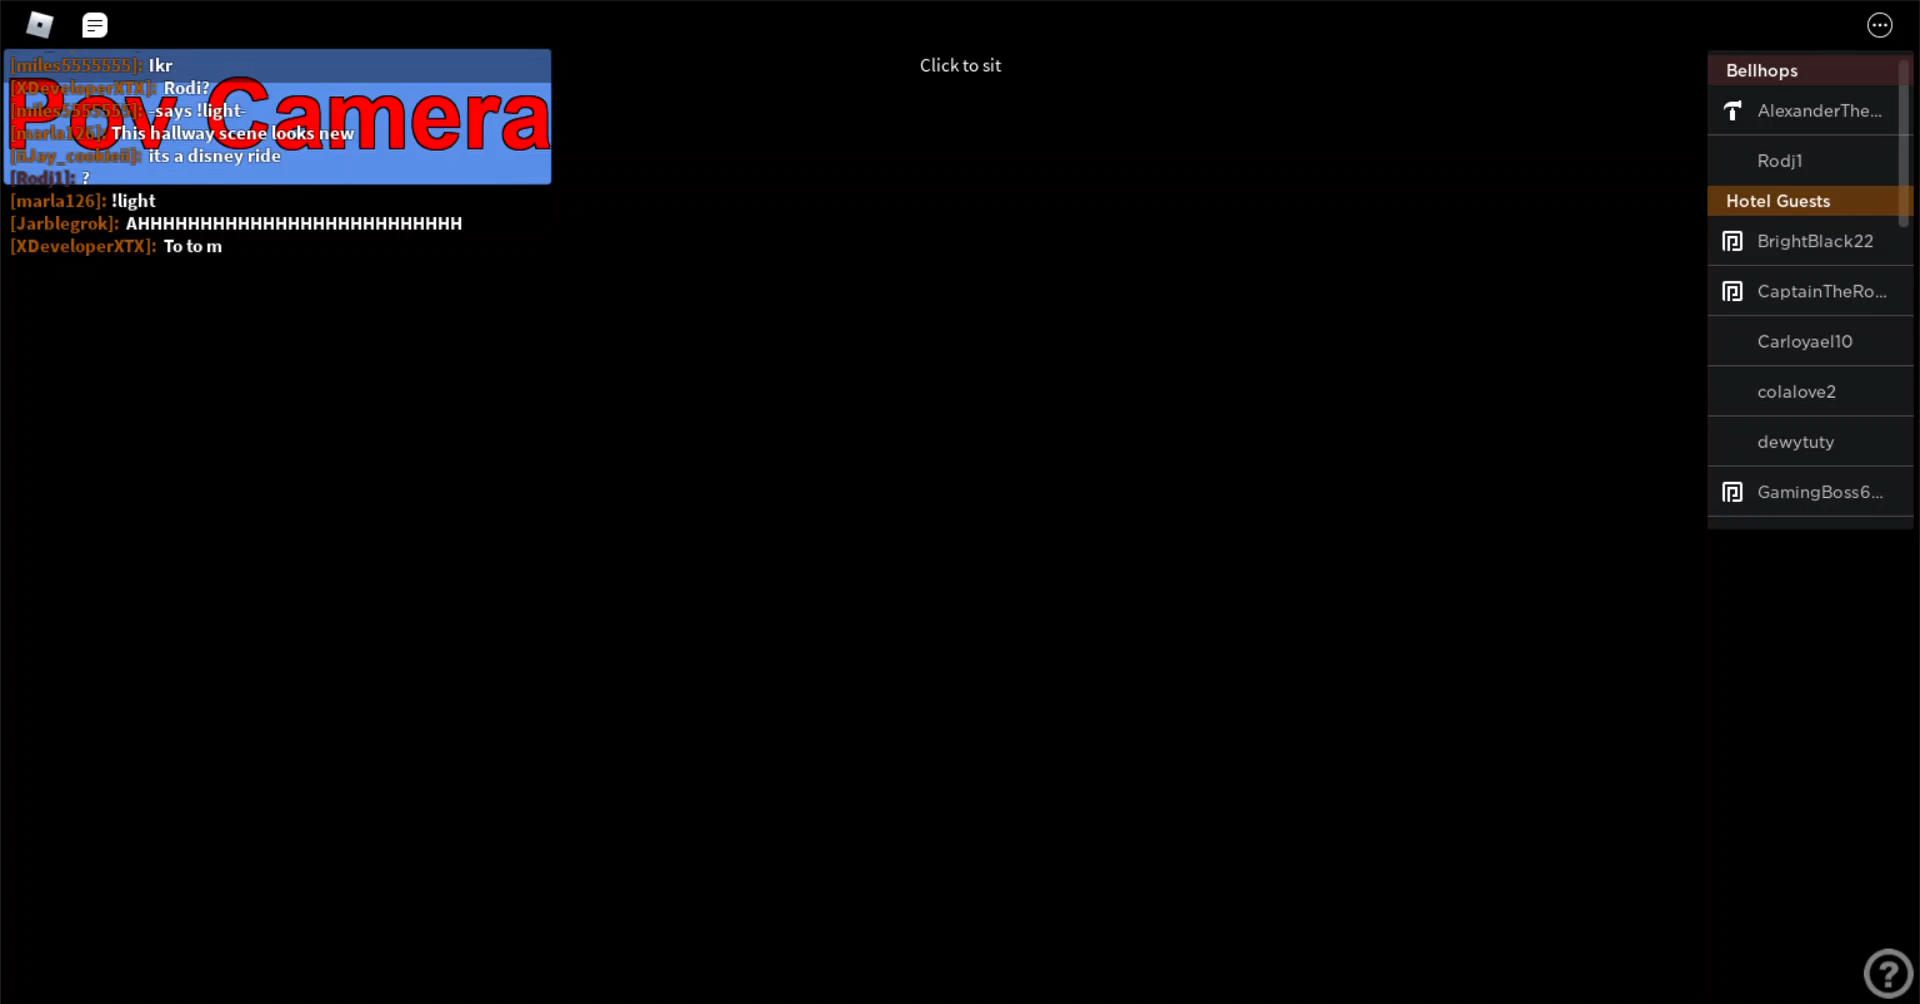 [miles5555555]: Ikr
[XDeveloperXTX]: Rodi?
[miles5555555]: -says !light-
[marla126]: This hallway scene looks new
its a disney ride
[Rodj1]: ?
Pov Camera
[marla126]: !light
[Jarblegrok]: AHHHHHHHHHHHHHHHHHHHHHHHHHH
[XDeveloperXTX]: To to m
Click to sit
Bellhops
AlexanderThe...
Rodj1
Hotel Guests
BrightBlack22
CaptainTheRo...
Carloyael10
colalove2
dewytuty
GamingBoss6...